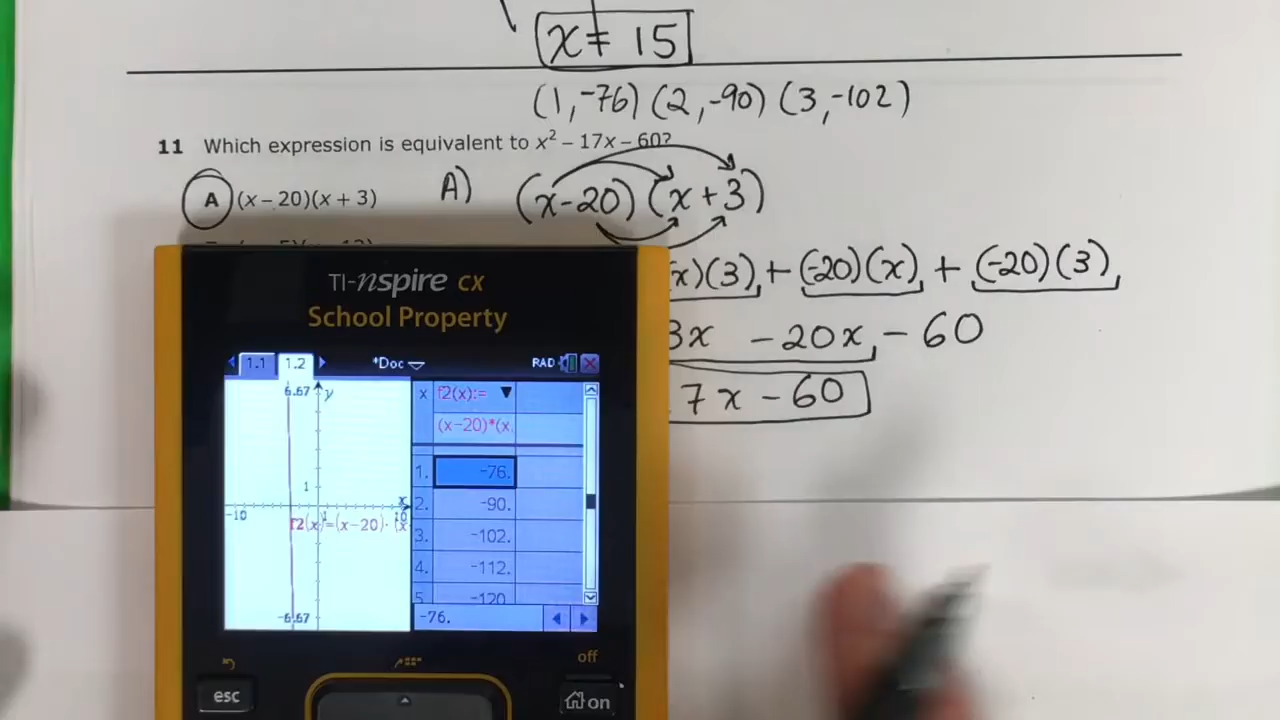 x ≠ 15
(1,-76) (2,-90) (3,-102)
11 Which expression is equivalent to x² – 17x – 60?
A (x – 20)(x + 3)
A) (x-20)(x+3)
x)(3) + (-20)(x) + (-20)(3)
3x - 20x - 60
7x - 60
TI-nspire CX
School Property
1.1 1.2 *Doc RAD
6.67 y
x f2(x):=
(x-20)*(x.
1. -76.
2. -90.
3. -102.
4. -112.
5. -120
1
x
-10 1 10
f2(x)=(x-20)·(x
-6.67
-76.
off
esc
on